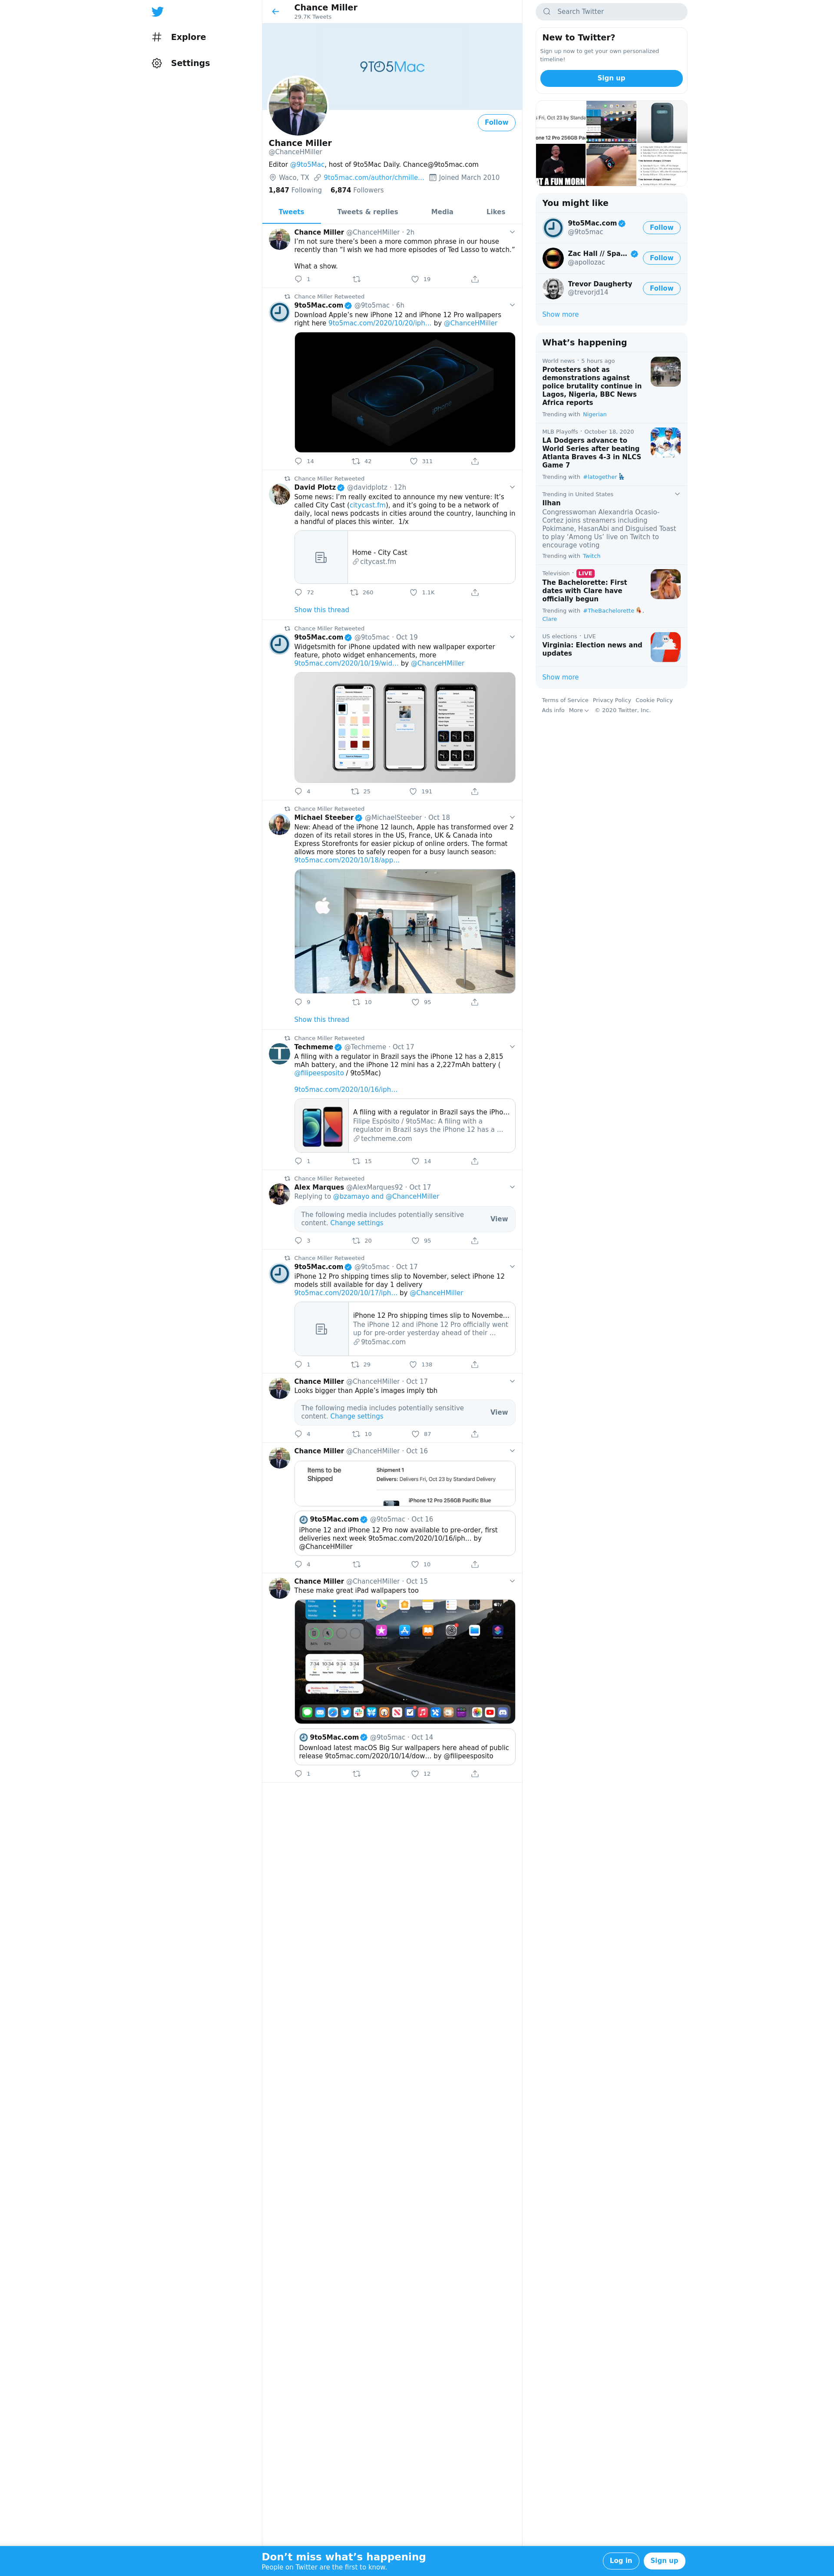 Explore
Settings
Chance Miller
29.7K Tweets
9TO5Mac
Follow
Chance Miller
@ChanceHMiller
Editor @9to5Mac, host of 9to5Mac Daily. Chance@9to5mac.com
Waco, TX 9to5mac.com/author/chmille… Joined March 2010
1,847 Following 6,874 Followers
Tweets Tweets & replies Media Likes
Chance Miller @ChanceHMiller · 2h
I’m not sure there’s been a more common phrase in our house
recently than “I wish we had more episodes of Ted Lasso to watch.”
What a show.
1 19
Chance Miller Retweeted
9to5Mac.com @9to5mac · 6h
Download Apple’s new iPhone 12 and iPhone 12 Pro wallpapers
right here 9to5mac.com/2020/10/20/iph… by @ChanceHMiller
14 42 311
Chance Miller Retweeted
David Plotz @davidplotz · 12h
Some news: I’m really excited to announce my new venture: It’s
called City Cast (citycast.fm), and it’s going to be a network of
daily, local news podcasts in cities around the country, launching in
a handful of places this winter. 1/x
Home - City Cast
citycast.fm
72 260 1.1K
Show this thread
Chance Miller Retweeted
9to5Mac.com @9to5mac · Oct 19
Widgetsmith for iPhone updated with new wallpaper exporter
feature, photo widget enhancements, more
9to5mac.com/2020/10/19/wid… by @ChanceHMiller
4 25 191
Chance Miller Retweeted
Michael Steeber @MichaelSteeber · Oct 18
New: Ahead of the iPhone 12 launch, Apple has transformed over 2
dozen of its retail stores in the US, France, UK & Canada into
Express Storefronts for easier pickup of online orders. The format
allows more stores to safely reopen for a busy launch season:
9to5mac.com/2020/10/18/app…
9 10 95
Show this thread
Chance Miller Retweeted
Techmeme @Techmeme · Oct 17
A filing with a regulator in Brazil says the iPhone 12 has a 2,815
mAh battery, and the iPhone 12 mini has a 2,227mAh battery (
@filipeesposito / 9to5Mac)
9to5mac.com/2020/10/16/iph…
A filing with a regulator in Brazil says the iPho…
Filipe Espósito / 9to5Mac: A filing with a
regulator in Brazil says the iPhone 12 has a …
techmeme.com
1 15 14
Chance Miller Retweeted
Alex Marques @AlexMarques92 · Oct 17
Replying to @bzamayo and @ChanceHMiller
The following media includes potentially sensitive
content. Change settings
View
3 20 95
Chance Miller Retweeted
9to5Mac.com @9to5mac · Oct 17
iPhone 12 Pro shipping times slip to November, select iPhone 12
models still available for day 1 delivery
9to5mac.com/2020/10/17/iph… by @ChanceHMiller
iPhone 12 Pro shipping times slip to Novembe…
The iPhone 12 and iPhone 12 Pro officially went
up for pre-order yesterday ahead of their …
9to5mac.com
1 29 138
Chance Miller @ChanceHMiller · Oct 17
Looks bigger than Apple’s images imply tbh
The following media includes potentially sensitive
content. Change settings
View
4 10 87
Chance Miller @ChanceHMiller · Oct 16
Items to be
Shipped
Shipment 1
Delivers: Delivers Fri, Oct 23 by Standard Delivery
iPhone 12 Pro 256GB Pacific Blue
9to5Mac.com @9to5mac · Oct 16
iPhone 12 and iPhone 12 Pro now available to pre-order, first
deliveries next week 9to5mac.com/2020/10/16/iph… by
@ChanceHMiller
4 10
Chance Miller @ChanceHMiller · Oct 15
These make great iPad wallpapers too
7:34 10:34 9:34 3:34
9to5Mac.com @9to5mac · Oct 14
Download latest macOS Big Sur wallpapers here ahead of public
release 9to5mac.com/2020/10/14/dow… by @filipeesposito
1 12
Search Twitter
New to Twitter?
Sign up now to get your own personalized
timeline!
Sign up
Fri, Oct 23 by Standa
ne 12 Pro 256GB Pa
T A FUN MORN
You might like
9to5Mac.com
@9to5mac
Follow
Zac Hall // Spa…
@apollozac
Follow
Trevor Daugherty
@trevorjd14
Follow
Show more
What’s happening
World news · 5 hours ago
Protesters shot as
demonstrations against
police brutality continue in
Lagos, Nigeria, BBC News
Africa reports
Trending with Nigerian
MLB Playoffs · October 18, 2020
LA Dodgers advance to
World Series after beating
Atlanta Braves 4-3 in NLCS
Game 7
Trending with #latogether
Trending in United States
Ilhan
Congresswoman Alexandria Ocasio-
Cortez joins streamers including
Pokimane, HasanAbi and Disguised Toast
to play ‘Among Us’ live on Twitch to
encourage voting
Trending with Twitch
Television · LIVE
The Bachelorette: First
dates with Clare have
officially begun
Trending with #TheBachelorette ,
Clare
US elections · LIVE
Virginia: Election news and
updates
Show more
Terms of Service Privacy Policy Cookie Policy
Ads info More © 2020 Twitter, Inc.
Don’t miss what’s happening
People on Twitter are the first to know.
Log in
Sign up